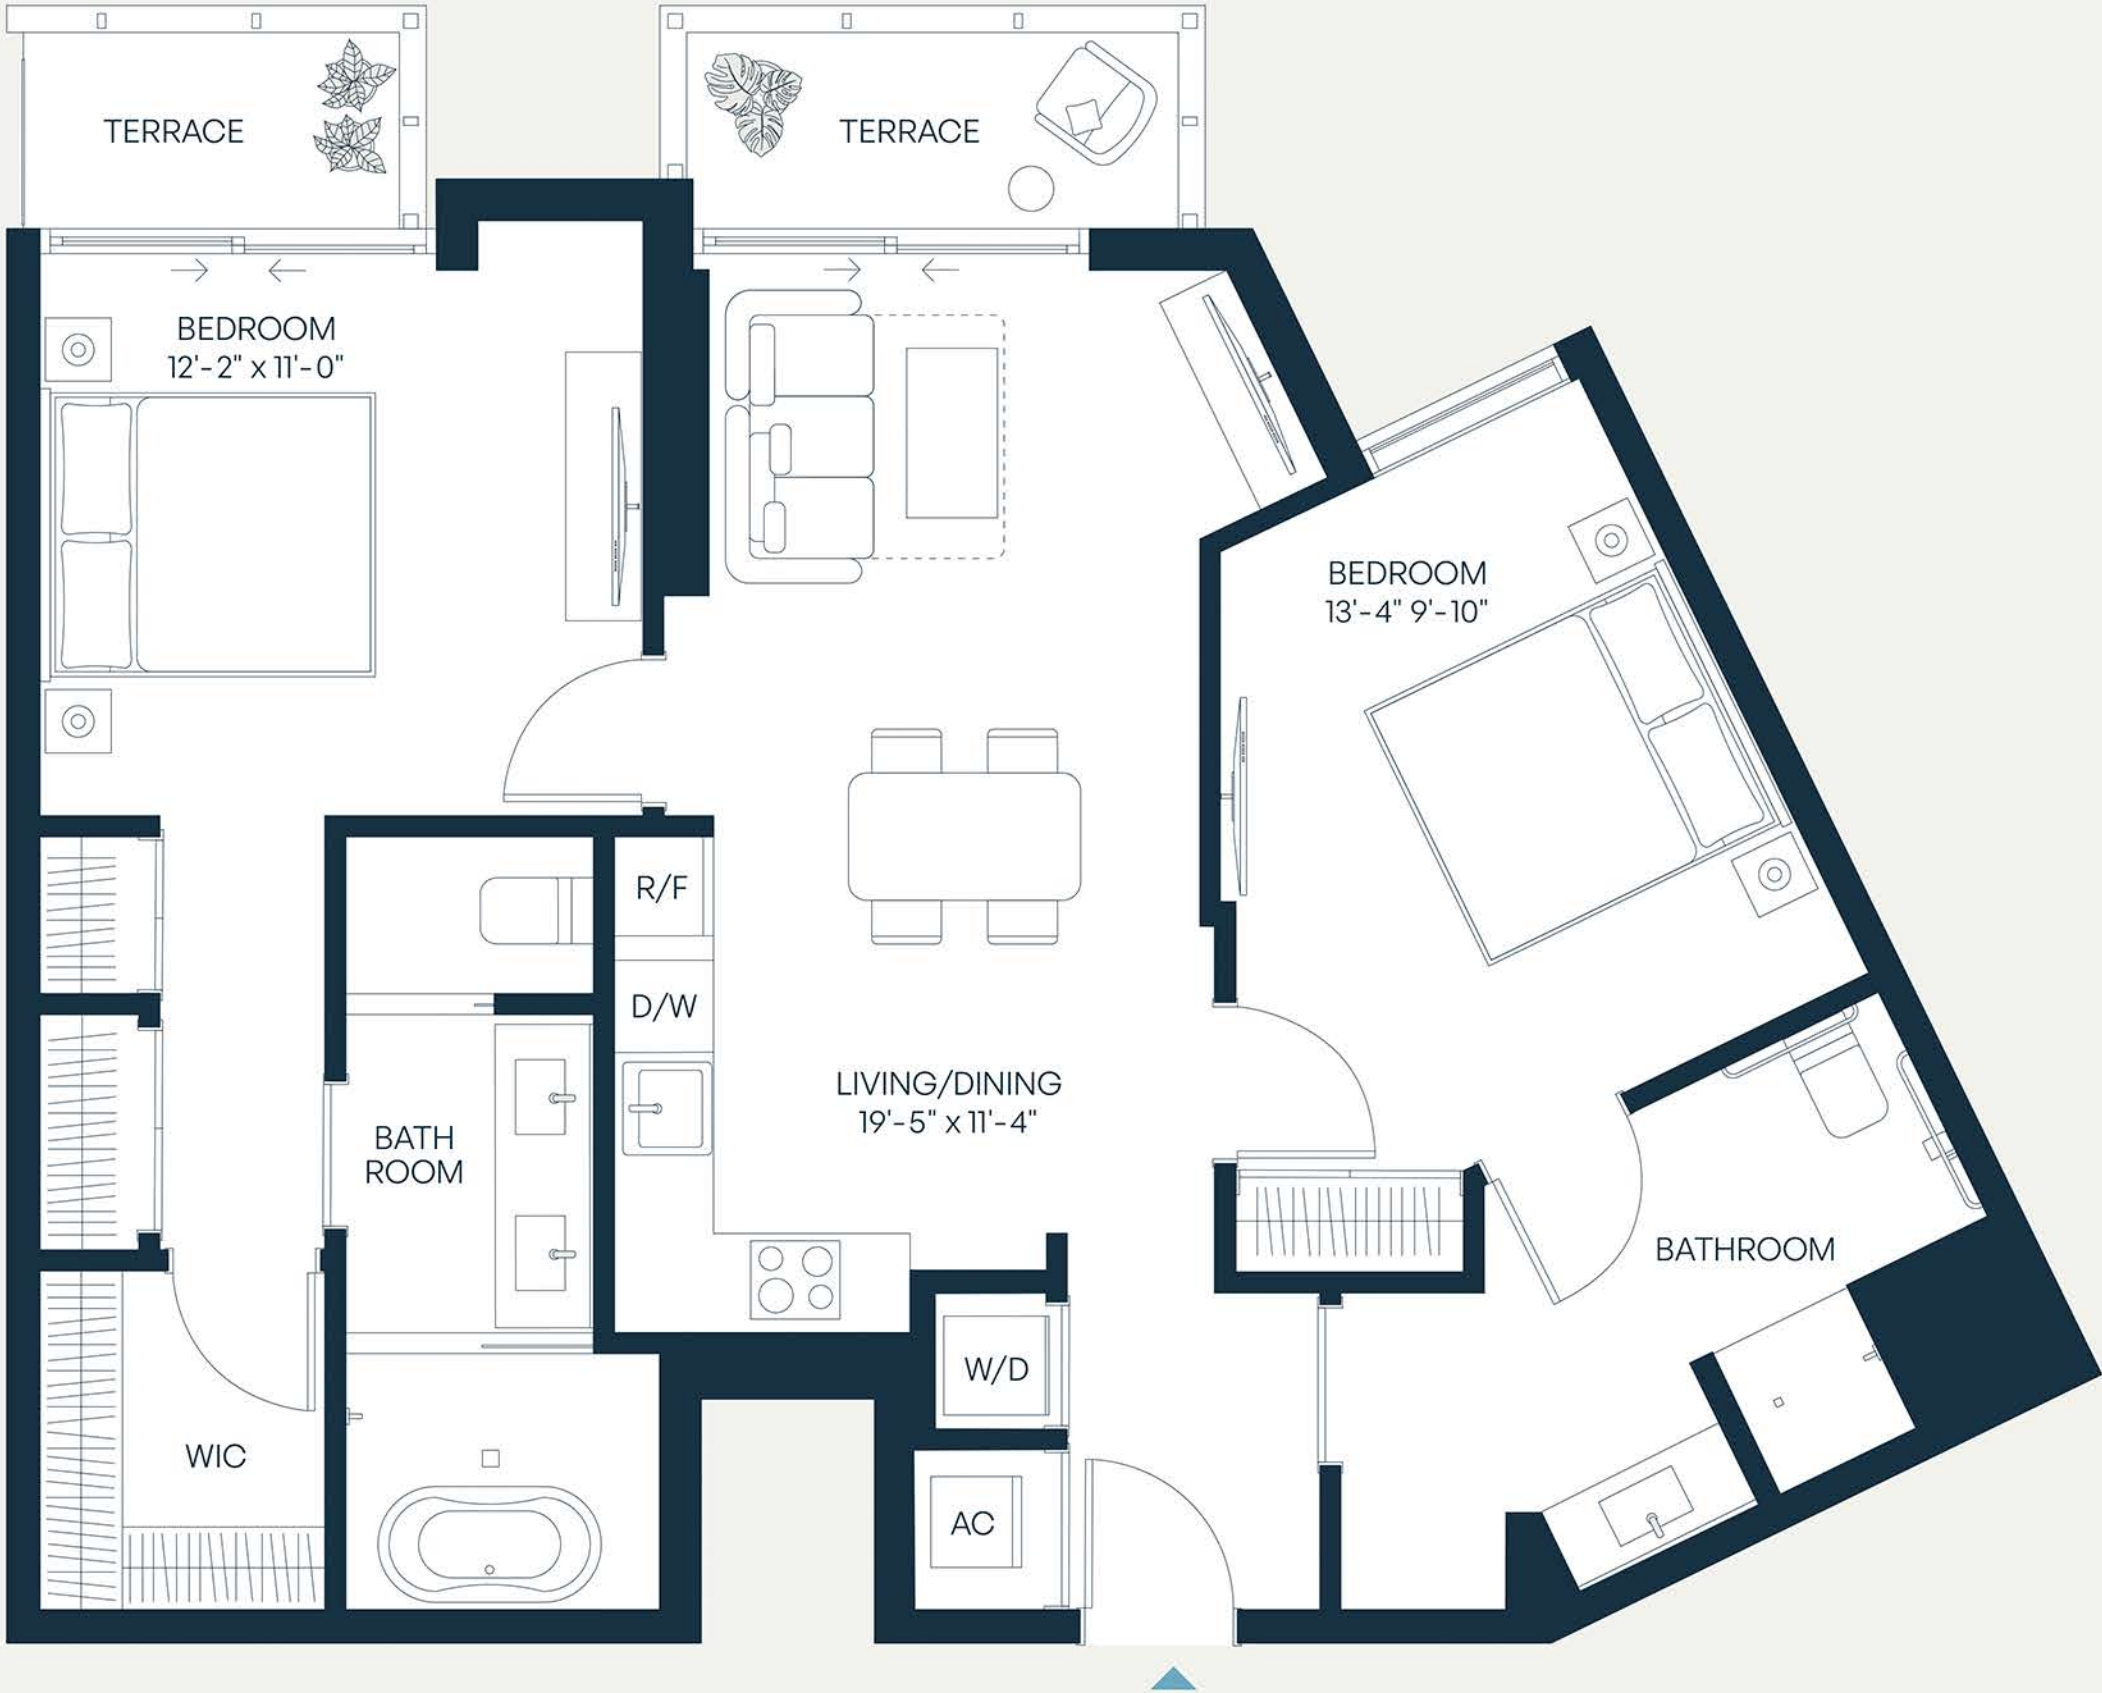 TERRACE
TERRACE
BEDROOM
12'-2" x 11'-0"
BEDROOM
13'-4" 9'-10"
R/F
D/W
LIVING/DINING
19'-5" x 11'-4"
BATH
ROOM
BATHROOM
W/D
WIC
AC